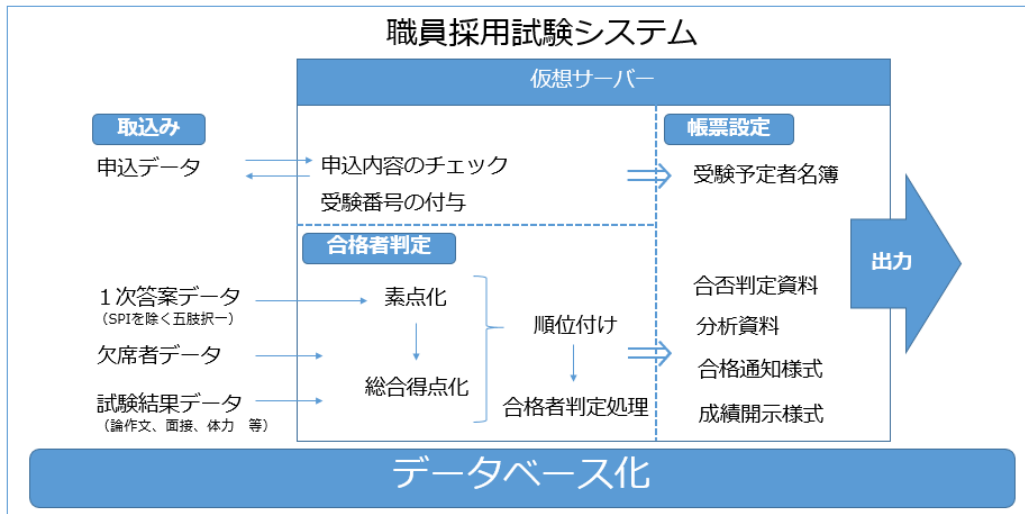 職員採用試験システム
仮想サーバー
取込み
帳票設定
申込データ
申込内容のチェック
受験番号の付与
受験予定者名簿
合格者判定
出力
1次答案データ
(SPIを除く五肢択一)
欠席者データ
試験結果データ
(論作文、面接、体力　等)
素点化
総合得点化
順位付け
合格者判定処理
合否判定資料
分析資料
合格通知様式
成績開示様式
データベース化